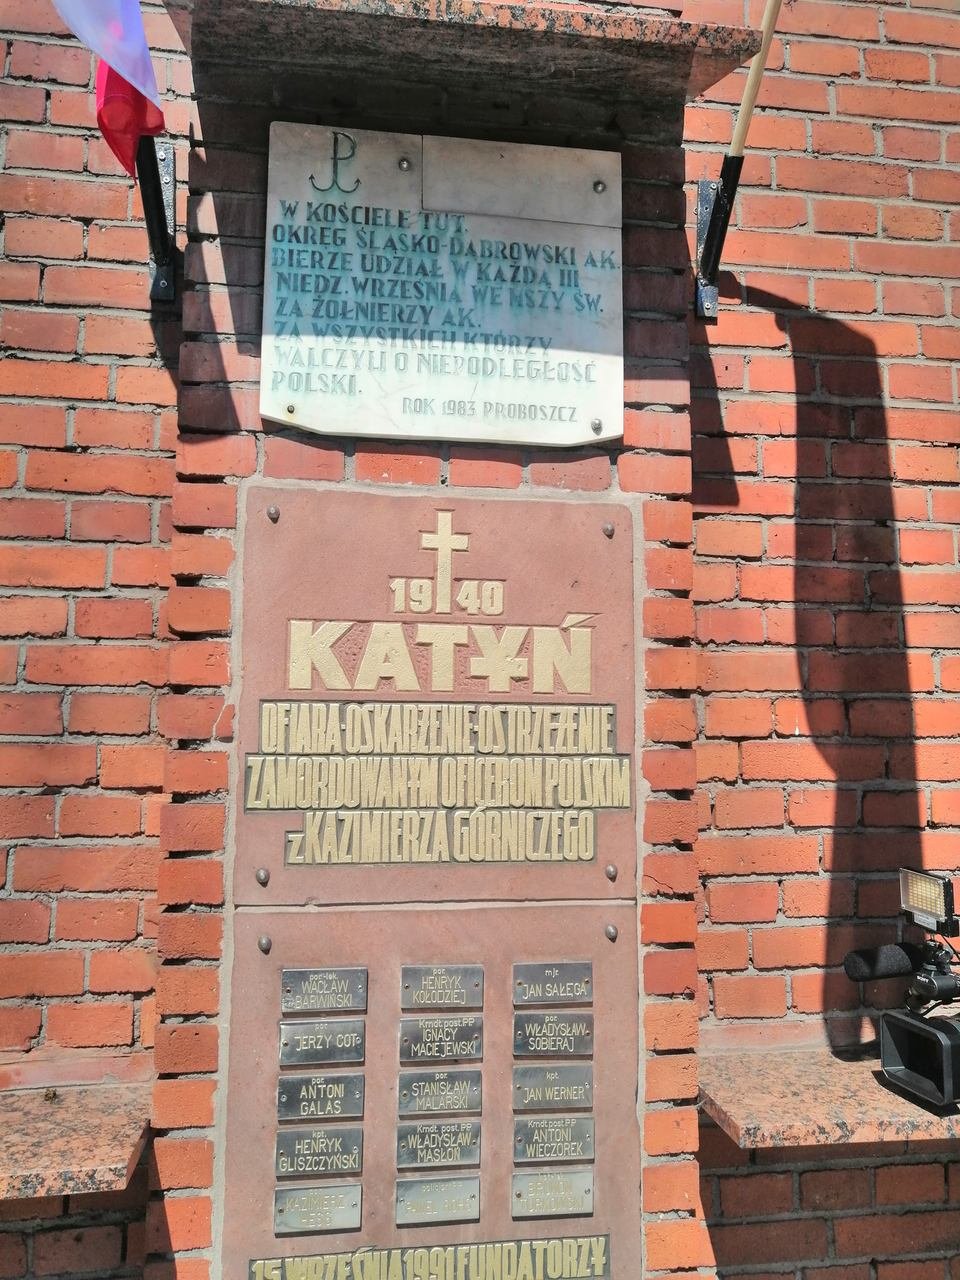 W KOŚCIELE TUT.
OKRĘG ŚLĄSKO-DĄBROWSKI AK.
BIERZE UDZIAŁ W KAŻDĄ III
NIEDZ. WRZEŚNIA WE MSZY ŚW.
ZA ŻOŁNIERZY AK.
ZA WSZYSTKICH KTÓRZY
WALCZYLI O NIEPODLEGŁOŚĆ
POLSKI.
ROK 1983 PROBOSZCZ
1940
KATYŃ
OFIARA-OSKARŻENIE-OSTRZEŻENIE
ZAMORDOWANYM OFICEROM POLSKIM
z KAZIMIERZA GÓRNICZEGO
por.-lek.
WACŁAW
BARWIŃSKI
por.
JERZY COT
por.
ANTONI
GALAS
kpt.
HENRYK
GLISZCZYŃSKI
KAZIMIERZ
HESS
por.
HENRYK
KOŁODZIEJ
Kmdt.post.PP
IGNACY
MACIEJEWSKI
por.
STANISŁAW
MALARSKI
Kmdt.post.PP
WŁADYSŁAW
MASŁOŃ
policjant
PAWEŁ
mjr.
JAN SAŁĘGA
por.
WŁADYSŁAW
SOBIERAJ
kpt.
JAN WERNER
Kmdt.post.PP
ANTONI
WIECZOREK
15 WRZEŚNIA 1991 FUNDATORZY